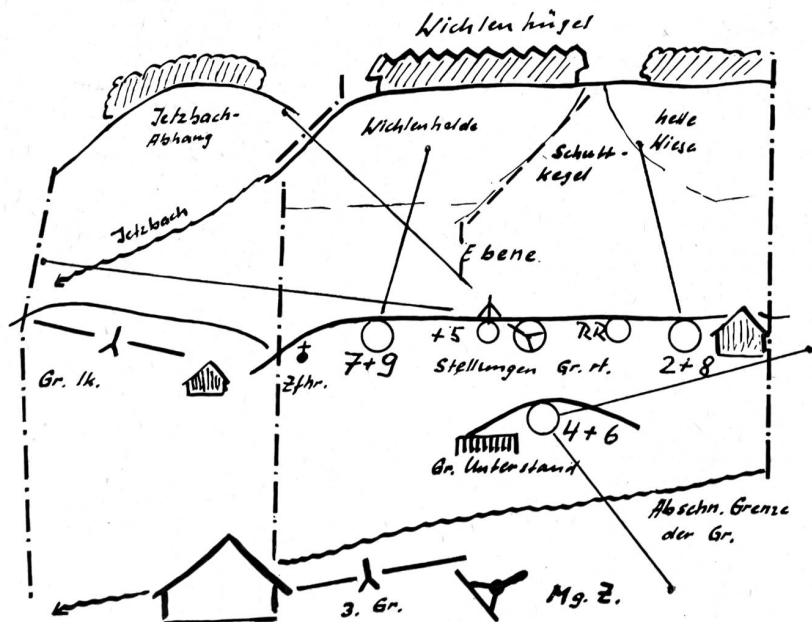 Wichlenhügel
Jetzbach-
Abhang
Wichlenhalde
helle
Wiese
Schutt-
kegel
Jetzbach
Ebene
+5
RR
7+9
2+8
Gr. lk.
Zfhr.
Stellungen Gr. rt.
4+6
Gr. Unterstand
Abschn. Grenze
der Gr.
3. Gr.
Mg. Z.